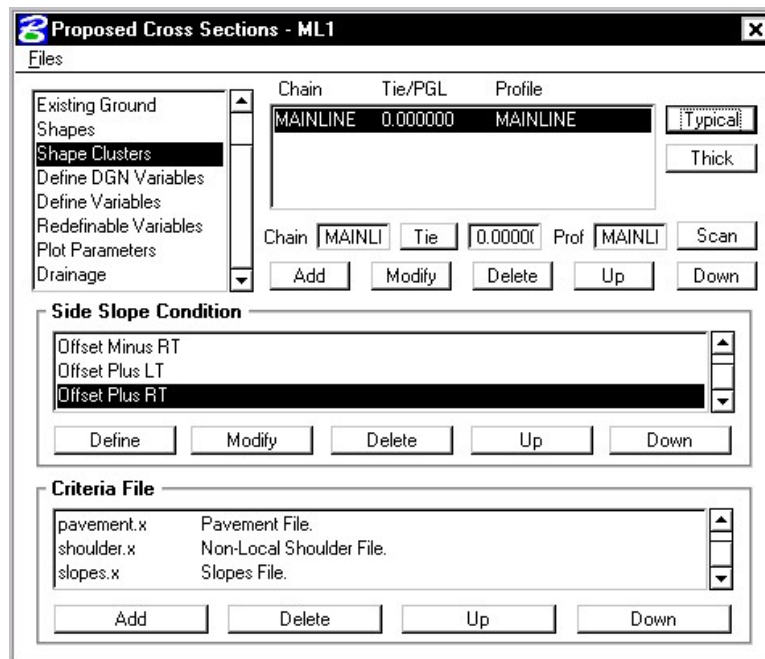 Proposed Cross Sections - ML1
Files
Existing Ground
Shapes
Shape Clusters
Define DGN Variables
Define Variables
Redefinable Variables
Plot Parameters
Drainage
Chain Tie/PGL Profile
MAINLINE 0.000000 MAINLINE
Typical
Thick
Chain MAINLI Tie 0.0000( Prof MAINLI Scan
Add Modify Delete Up Down
Side Slope Condition
Offset Minus RT
Offset Plus LT
Offset Plus RT
Define Modify Delete Up Down
Criteria File
pavement.x Pavement File.
shoulder.x Non-Local Shoulder File.
slopes.x Slopes File.
Add Delete Up Down